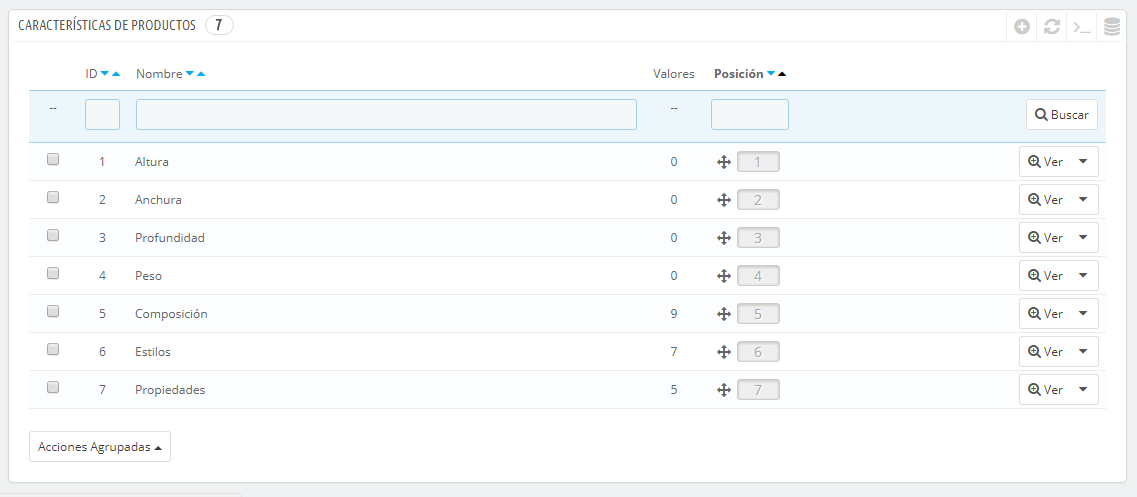 CARACTERÍSTICAS DE PRODUCTOS 7
ID Nombre Valores Posición
-- -- Buscar
1 Altura 0 1 Ver
2 Anchura 0 2 Ver
3 Profundidad 0 3 Ver
4 Peso 0 4 Ver
5 Composición 9 5 Ver
6 Estilos 7 6 Ver
7 Propiedades 5 7 Ver
Acciones Agrupadas